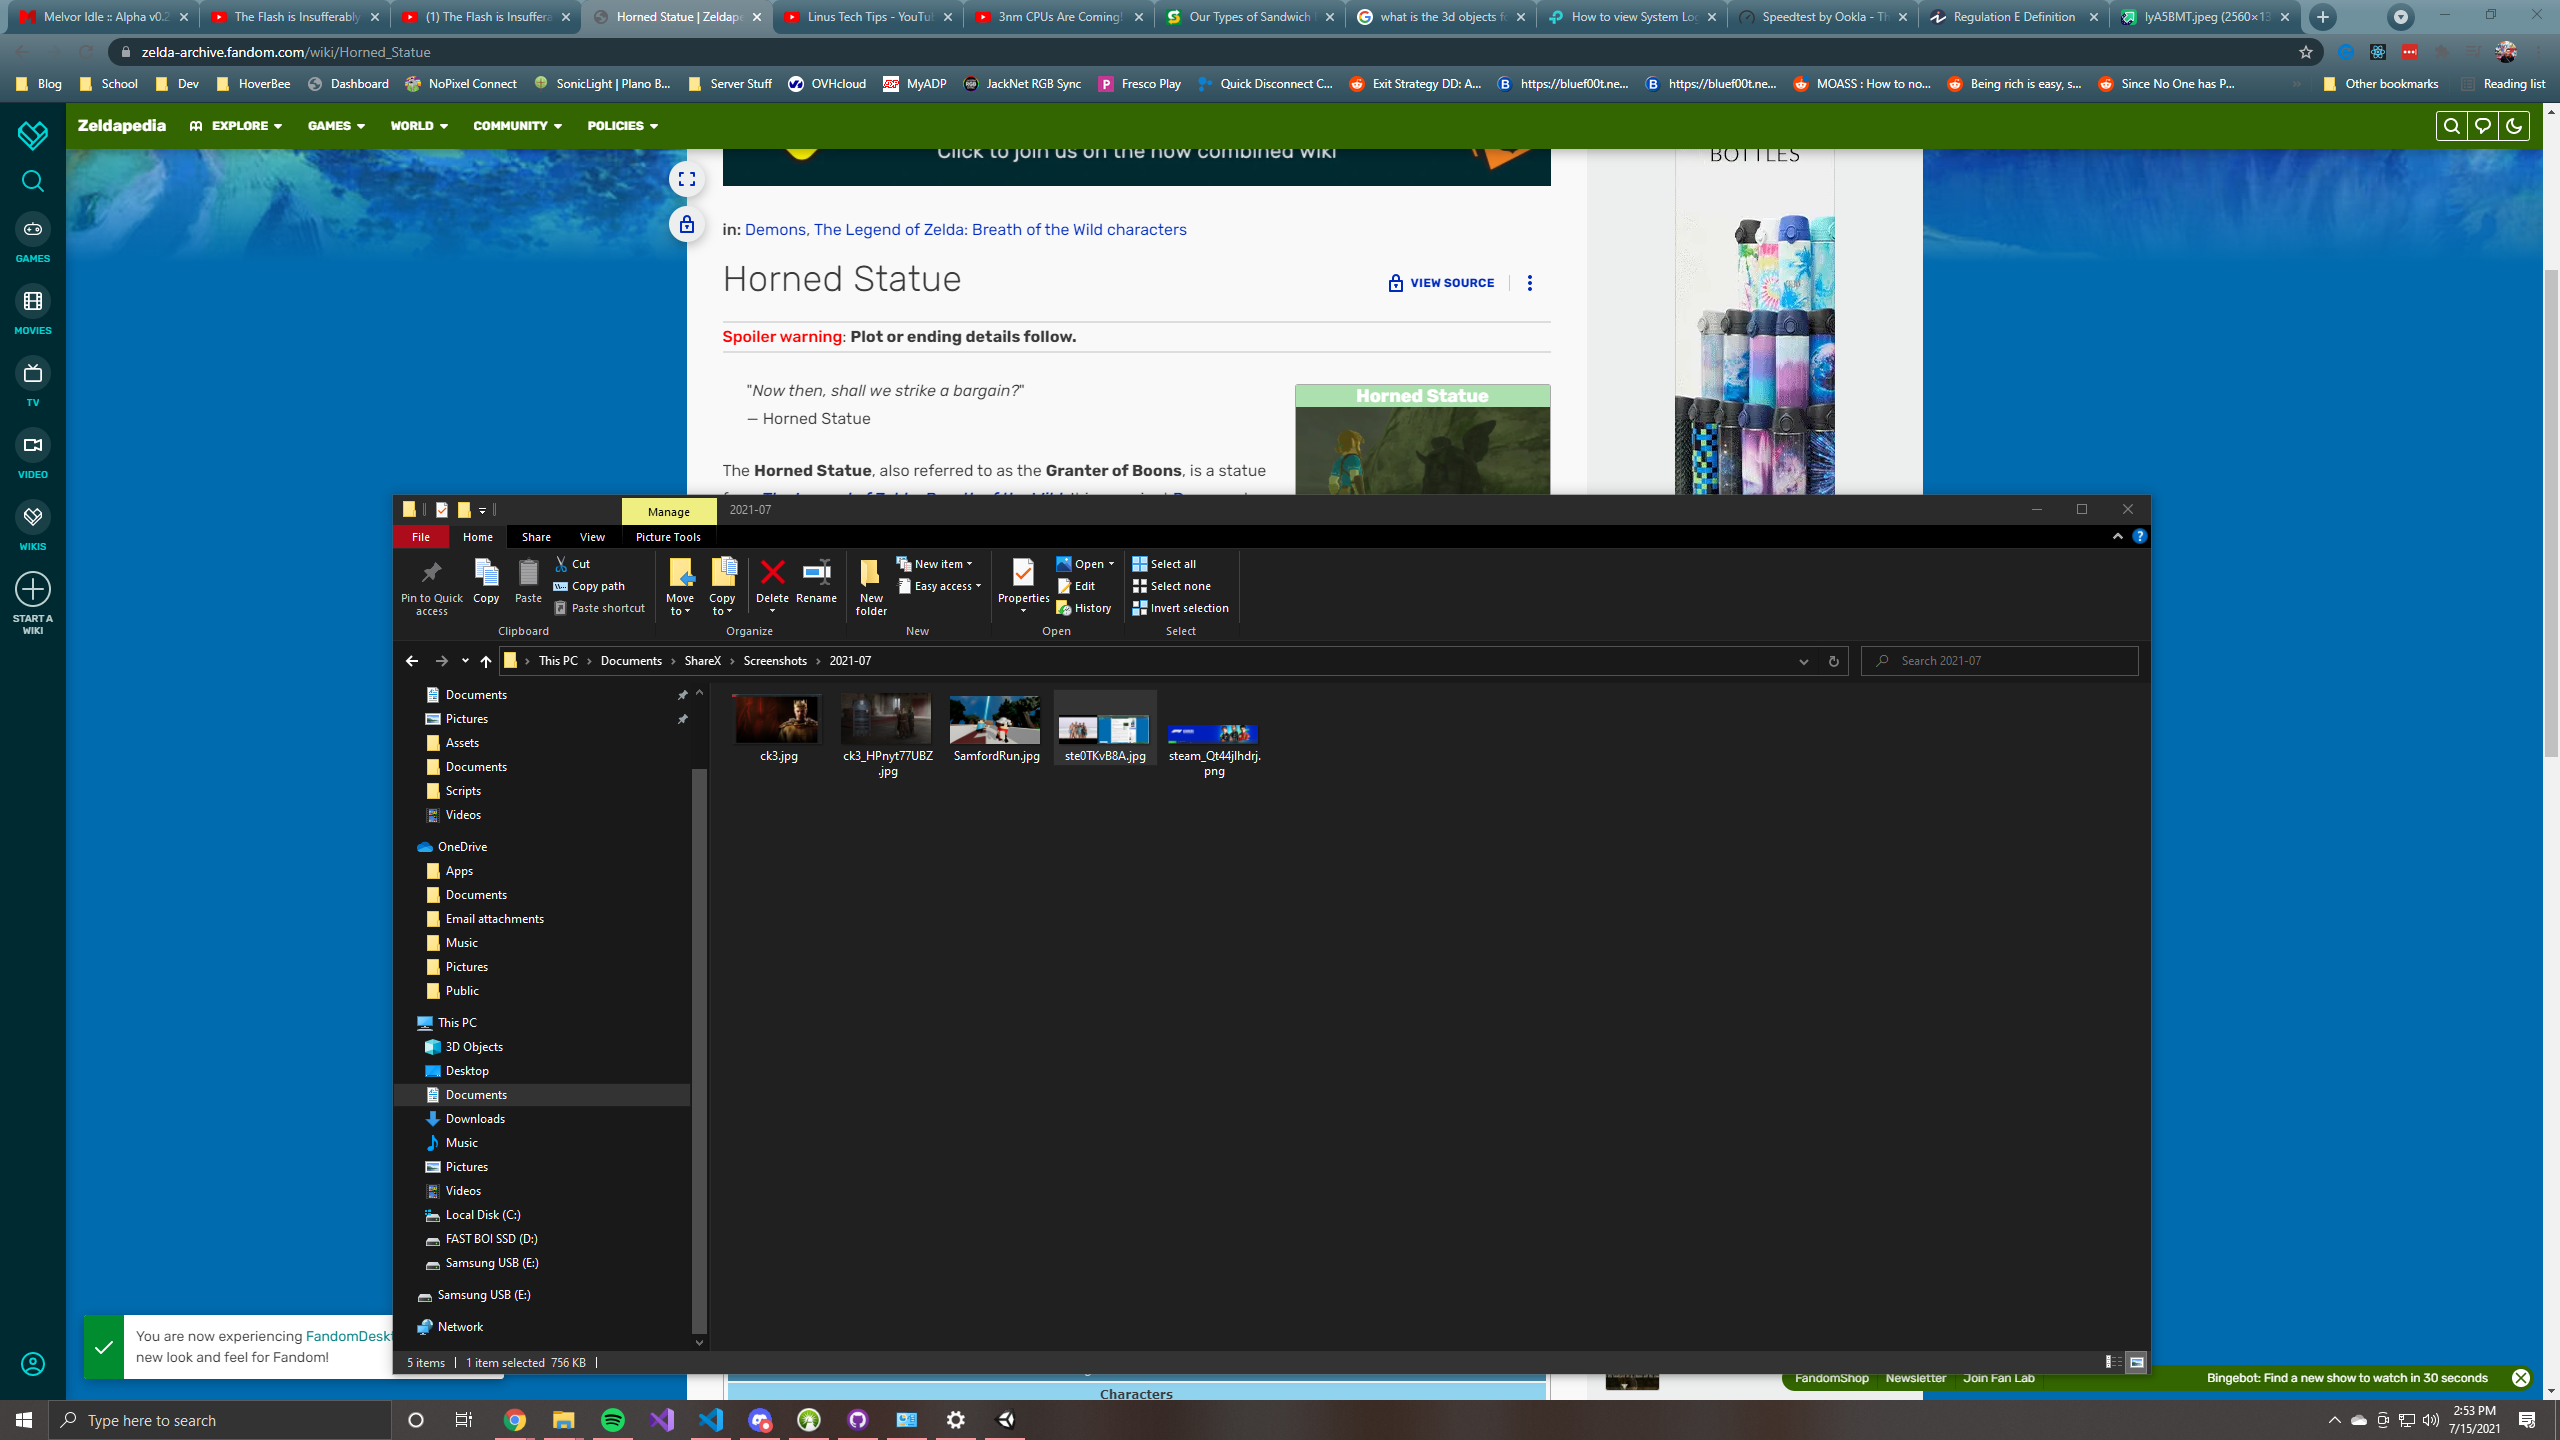 Melvor Idle :: Alpha v0.2
The Flash is Insufferably
(1) The Flash is Insuffera
Horned Statue | Zeldape
Linus Tech Tips - YouTu
3nm CPUs Are Coming!
Our Types of Sandwich
what is the 3d objects fo
How to view System Log
Speedtest by Ookla - Th
Regulation E Definition
lyA5BMT.jpeg (2560×13
zelda-archive.fandom.com/wiki/Horned_Statue
Blog
School
Dev
HoverBee
Dashboard
NoPixel Connect
SonicLight | Plano B...
Server Stuff
OVHcloud
MyADP
JackNet RGB Sync
Fresco Play
Quick Disconnect C...
Exit Strategy DD: A...
https://bluef00t.ne...
https://bluef00t.ne...
MOASS : How to no...
Being rich is easy, s...
Since No One has P...
Other bookmarks
Reading list
Zeldapedia
EXPLORE
GAMES
WORLD
COMMUNITY
POLICIES
GAMES
MOVIES
TV
VIDEO
WIKIS
START A
WIKI
Click to join us on the now combined wiki
BOTTLES
in: Demons, The Legend of Zelda: Breath of the Wild characters
Horned Statue
VIEW SOURCE
Spoiler warning: Plot or ending details follow.
"Now then, shall we strike a bargain?"
— Horned Statue
Horned Statue
The Horned Statue, also referred to as the Granter of Boons, is a statue
Manage
2021-07
File
Home
Share
View
Picture Tools
Pin to Quick
access
Copy
Paste
Cut
Copy path
Paste shortcut
Clipboard
Move
to
Copy
to
Delete
Rename
Organize
New
folder
New item
Easy access
New
Properties
Open
Edit
History
Open
Select all
Select none
Invert selection
Select
This PC
Documents
ShareX
Screenshots
2021-07
Search 2021-07
Documents
Pictures
Assets
Documents
Scripts
Videos
OneDrive
Apps
Documents
Email attachments
Music
Pictures
Public
This PC
3D Objects
Desktop
Documents
Downloads
Music
Pictures
Videos
Local Disk (C:)
FAST BOI SSD (D:)
Samsung USB (E:)
Samsung USB (E:)
Network
ck3.jpg
ck3_HPnyt77UBZ
.jpg
SamfordRun.jpg
ste0TKvB8A.jpg
steam_Qt44jlhdrj.
png
5 items
1 item selected 756 KB
You are now experiencing FandomDeskt
new look and feel for Fandom!
Characters
FandomShop
Newsletter
Join Fan Lab
Bingebot: Find a new show to watch in 30 seconds
Type here to search
2:53 PM
7/15/2021